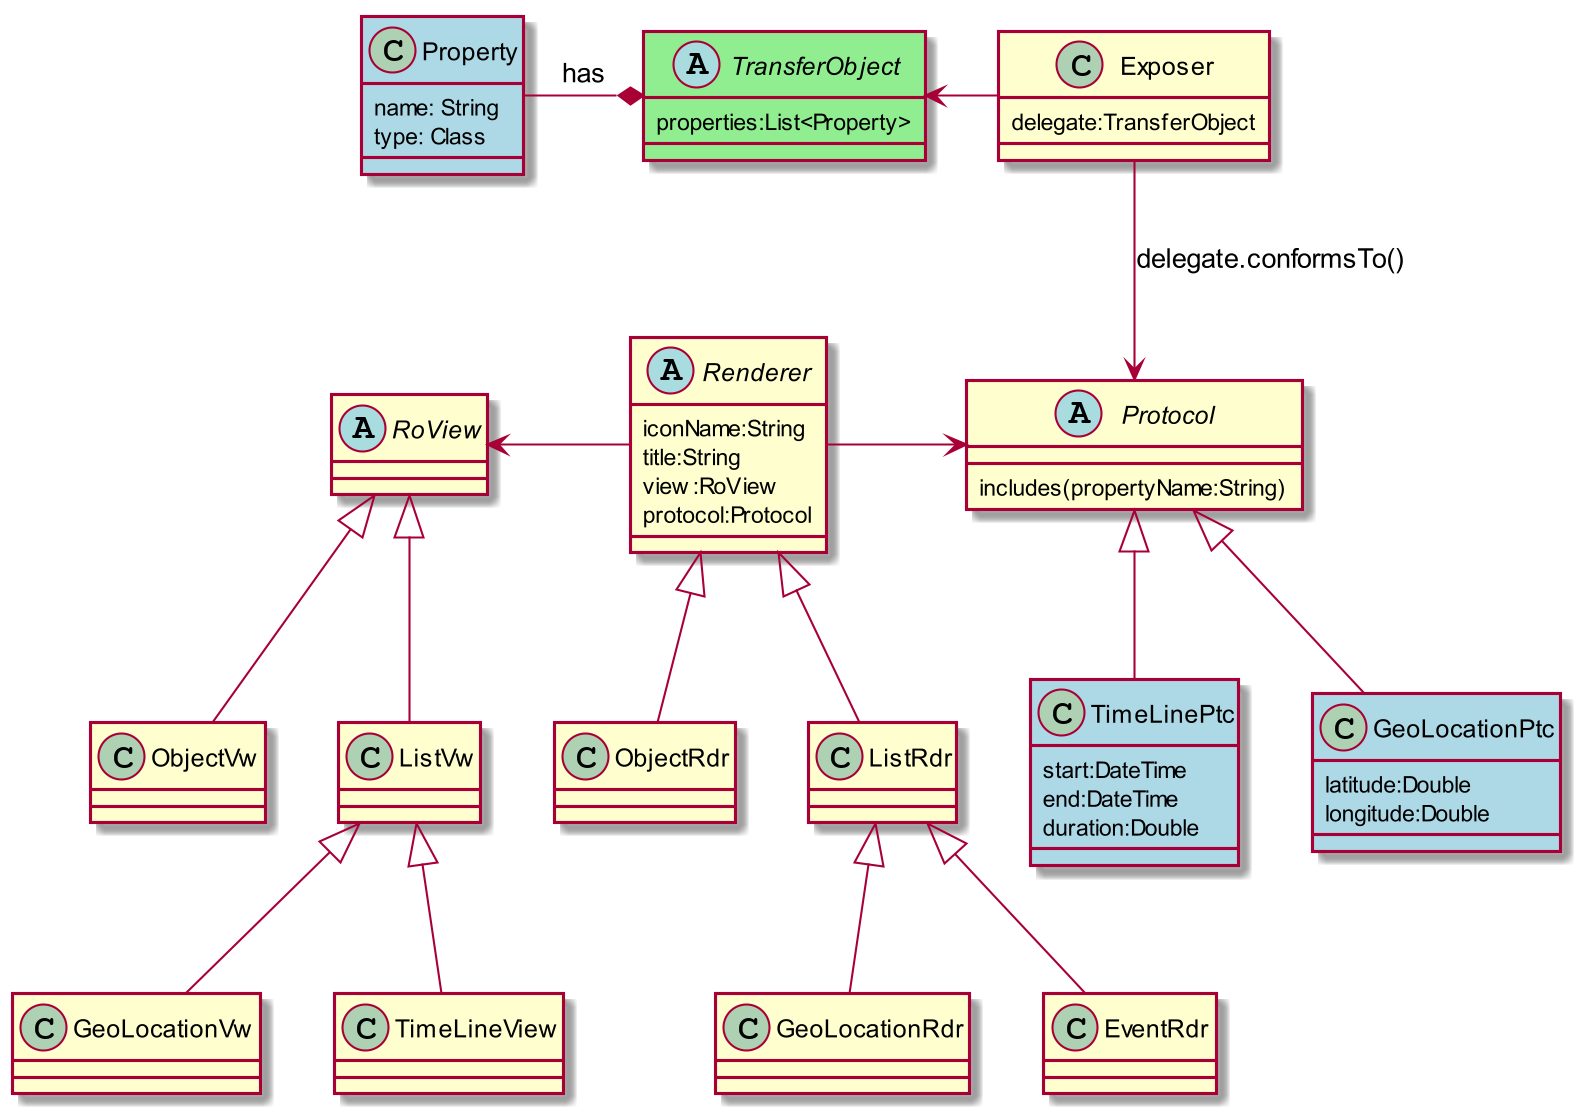 C Property
name: String
type: Class
has
A TransferObject
properties:List<Property>
C Exposer
delegate:TransferObject
delegate.conformsTo()
A RoView
A Renderer
iconName:String
title:String
view :RoView
protocol:Protocol
A Protocol
includes(propertyName:String)
C ObjectVw
C ListVw
C ObjectRdr
C ListRdr
C TimeLinePtc
start:DateTime
end:DateTime
duration:Double
C GeoLocationPtc
latitude:Double
longitude:Double
C GeoLocationVw
C TimeLineView
C GeoLocationRdr
C EventRdr